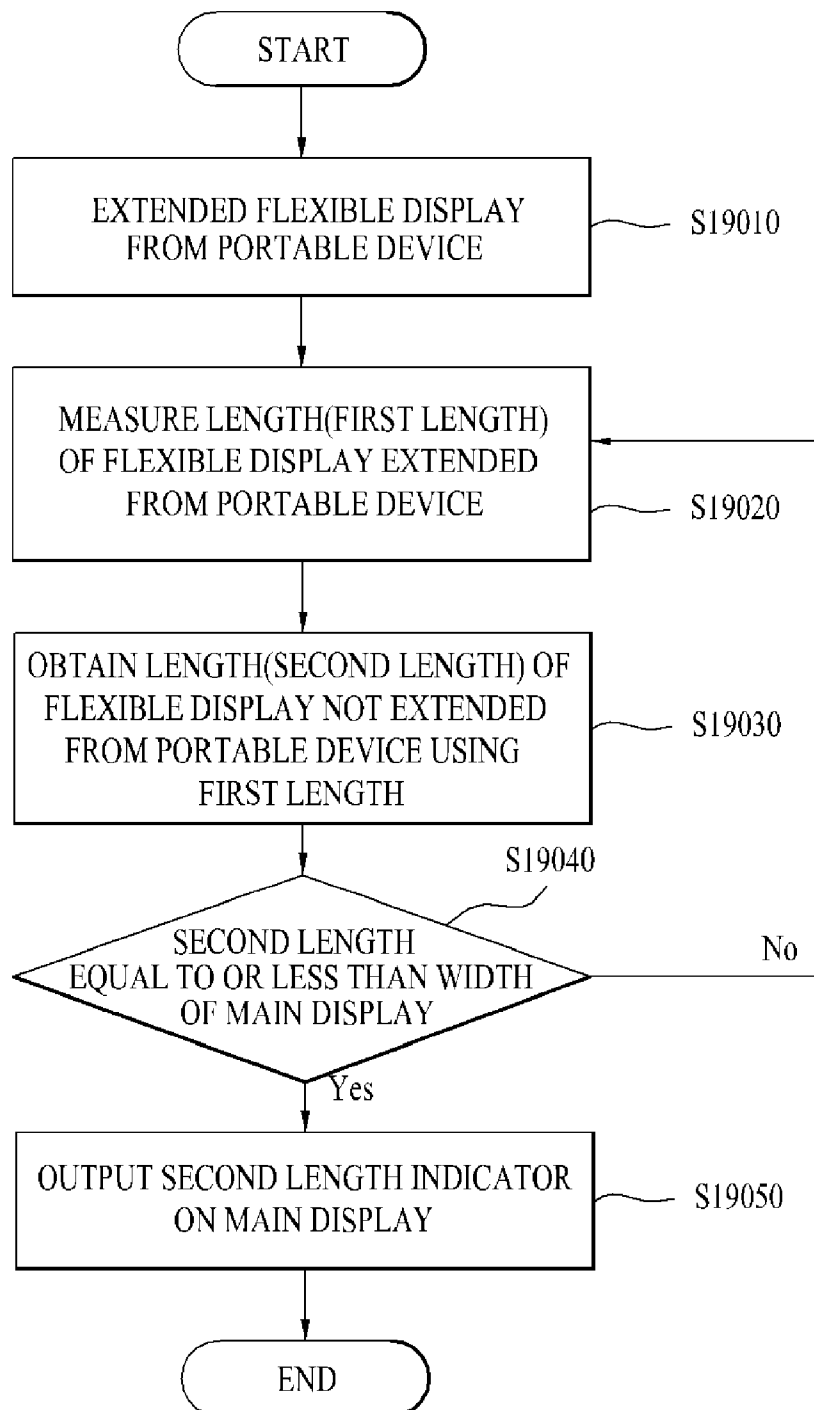 START
EXTENDED FLEXIBLE DISPLAY
FROM PORTABLE DEVICE
S19010
MEASURE LENGTH(FIRST LENGTH)
OF FLEXIBLE DISPLAY EXTENDED
FROM PORTABLE DEVICE
S19020
OBTAIN LENGTH(SECOND LENGTH) OF
FLEXIBLE DISPLAY NOT EXTENDED
FROM PORTABLE DEVICE USING
FIRST LENGTH
S19030
S19040
SECOND LENGTH
EQUAL TO OR LESS THAN WIDTH
OF MAIN DISPLAY
No
Yes
OUTPUT SECOND LENGTH INDICATOR
ON MAIN DISPLAY
S19050
END